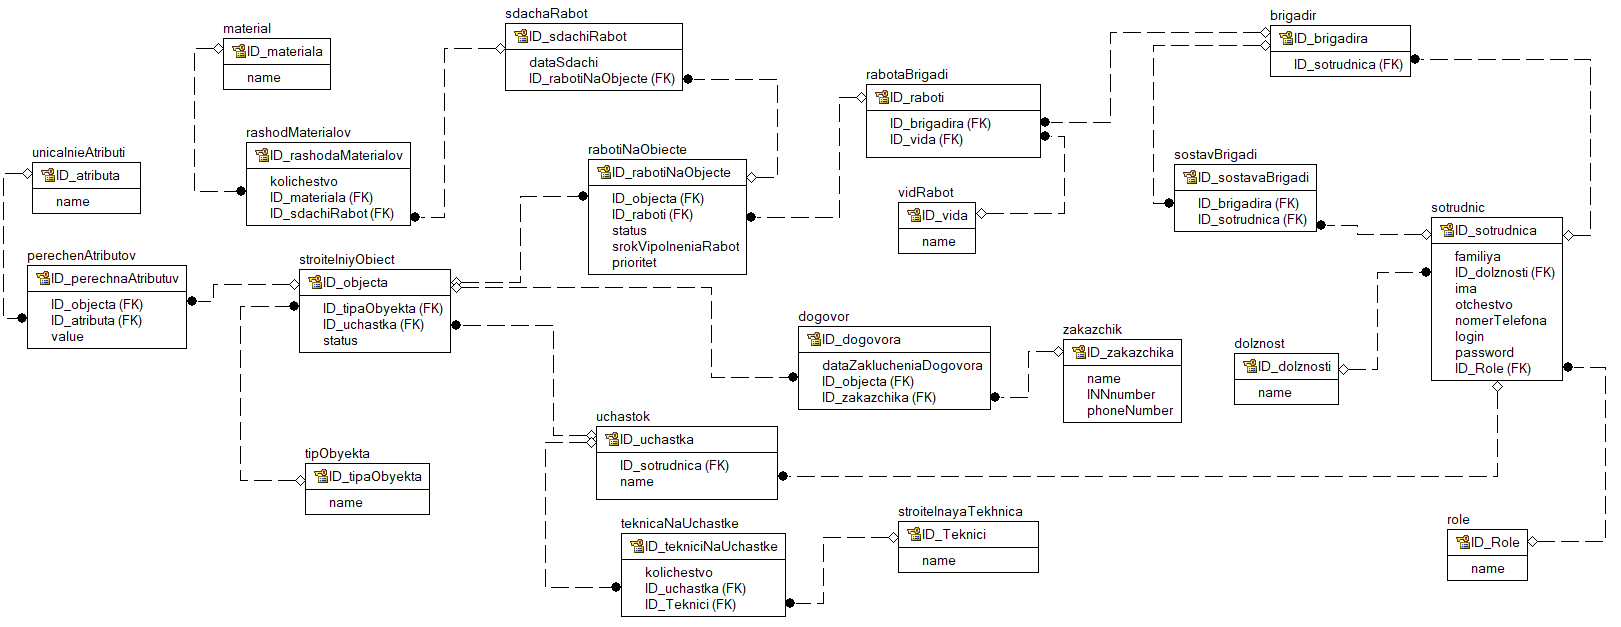 material
ID_materiala
name
sdachaRabot
ID_sdachiRabot
dataSdachi
ID_rabotiNaObjecte (FK)
brigadir
ID_brigadira
ID_sotrudnica (FK)
rabotaBrigadi
ID_raboti
ID_brigadira (FK)
ID_vida (FK)
rashodMaterialov
ID_rashodaMaterialov
kolichestvo
ID_materiala (FK)
ID_sdachiRabot (FK)
unicalnieAtributi
ID_atributa
name
rabotiNaObiecte
ID_rabotiNaObjecte
ID_objecta (FK)
ID_raboti (FK)
status
srokVipolneniaRabot
prioritet
vidRabot
ID_vida
name
sostavBrigadi
ID_sostavaBrigadi
ID_brigadira (FK)
ID_sotrudnica (FK)
sotrudnic
ID_sotrudnica
familiya
ID_dolznosti (FK)
ima
otchestvo
nomerTelefona
login
password
ID_Role (FK)
perechenAtributov
ID_perechnaAtributuv
ID_objecta (FK)
ID_atributa (FK)
value
stroitelniyObiect
ID_objecta
ID_tipaObyekta (FK)
ID_uchastka (FK)
status
dogovor
ID_dogovora
dataZaklucheniaDogovora
ID_objecta (FK)
ID_zakazchika (FK)
zakazchik
ID_zakazchika
name
INNnumber
phoneNumber
dolznost
ID_dolznosti
name
uchastok
ID_uchastka
ID_sotrudnica (FK)
name
tipObyekta
ID_tipaObyekta
name
teknicaNaUchastke
ID_tekniciNaUchastke
kolichestvo
ID_uchastka (FK)
ID_Teknici (FK)
stroitelnayaTekhnica
ID_Teknici
name
role
ID_Role
name